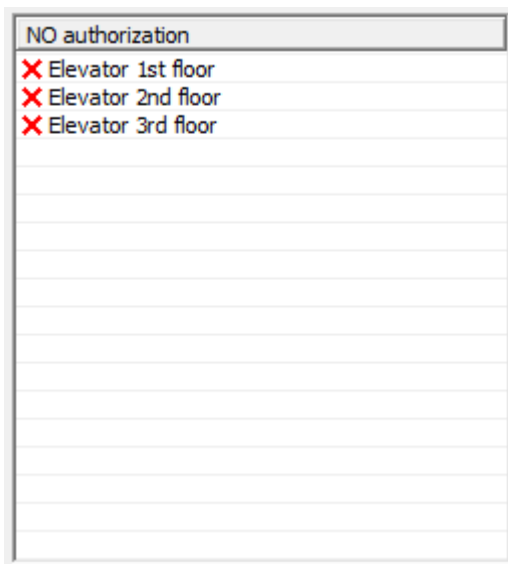 NO authorization
Elevator 1st floor
Elevator 2nd floor
Elevator 3rd floor